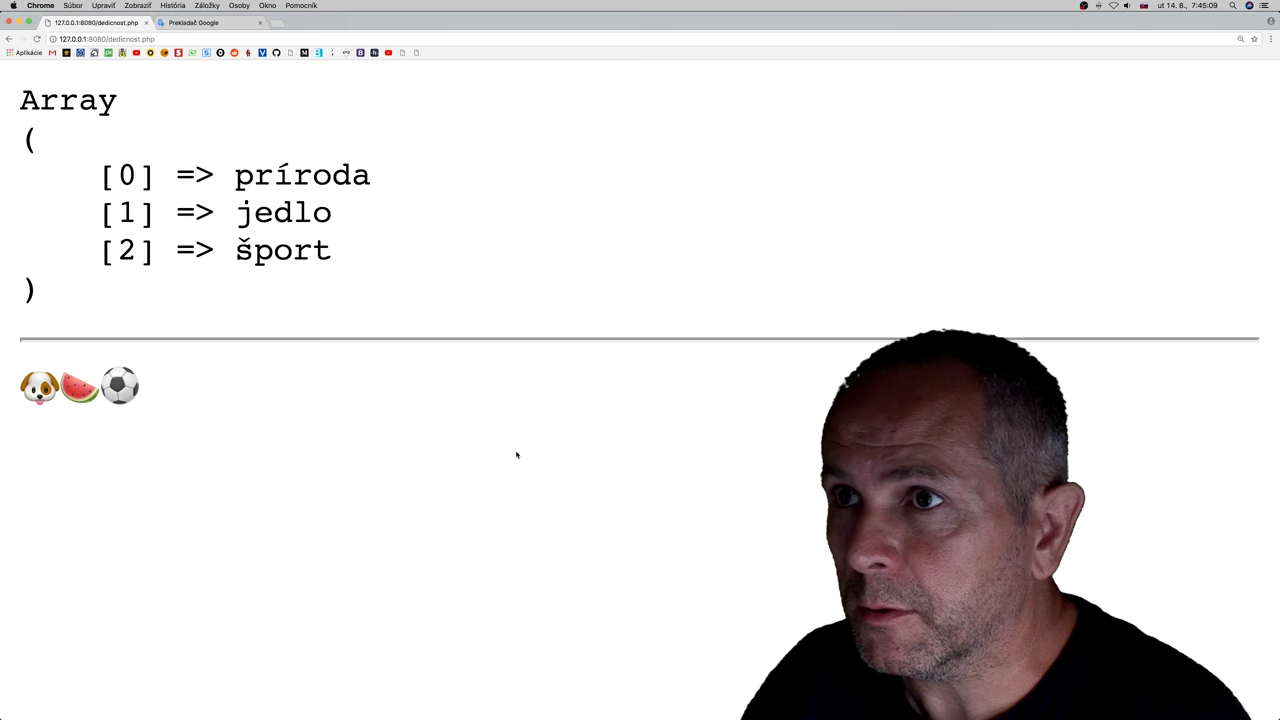 Chrome Súbor Upraviť Zobraziť História Záložky Osoby Okno Pomocník
ut 14. 8., 7:45:09
127.0.0.1:8080/dedicnost.php
Prekladač Google
127.0.0.1:8080/dedicnost.php
Aplikácie
Array
(
[0] => príroda
[1] => jedlo
[2] => šport
)